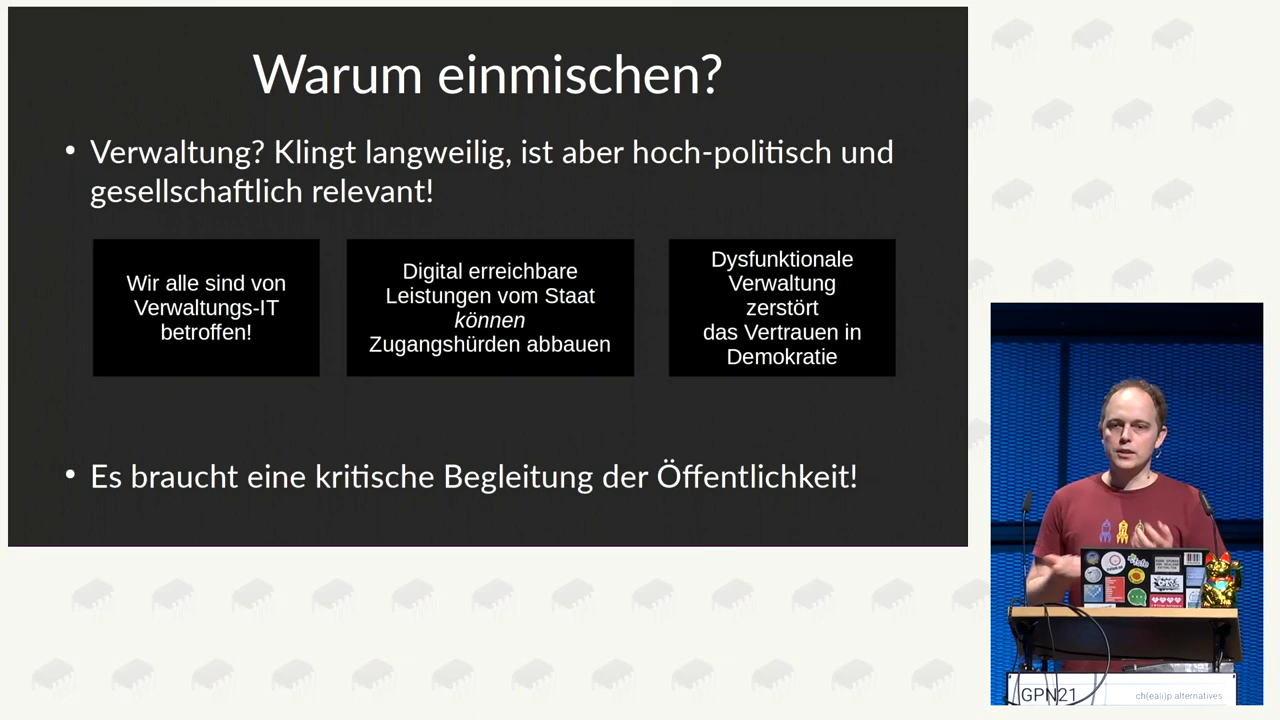 Warum einmischen?
• Verwaltung? Klingt langweilig, ist aber hoch-politisch und
gesellschaftlich relevant!
Wir alle sind von
Verwaltungs-IT
betroffen!
Digital erreichbare
Leistungen vom Staat
können
Zugangshürden abbauen
Dysfunktionale
Verwaltung
zerstört
das Vertrauen in
Demokratie
• Es braucht eine kritische Begleitung der Öffentlichkeit!
GPN21
ch(ea|i)p alternatives